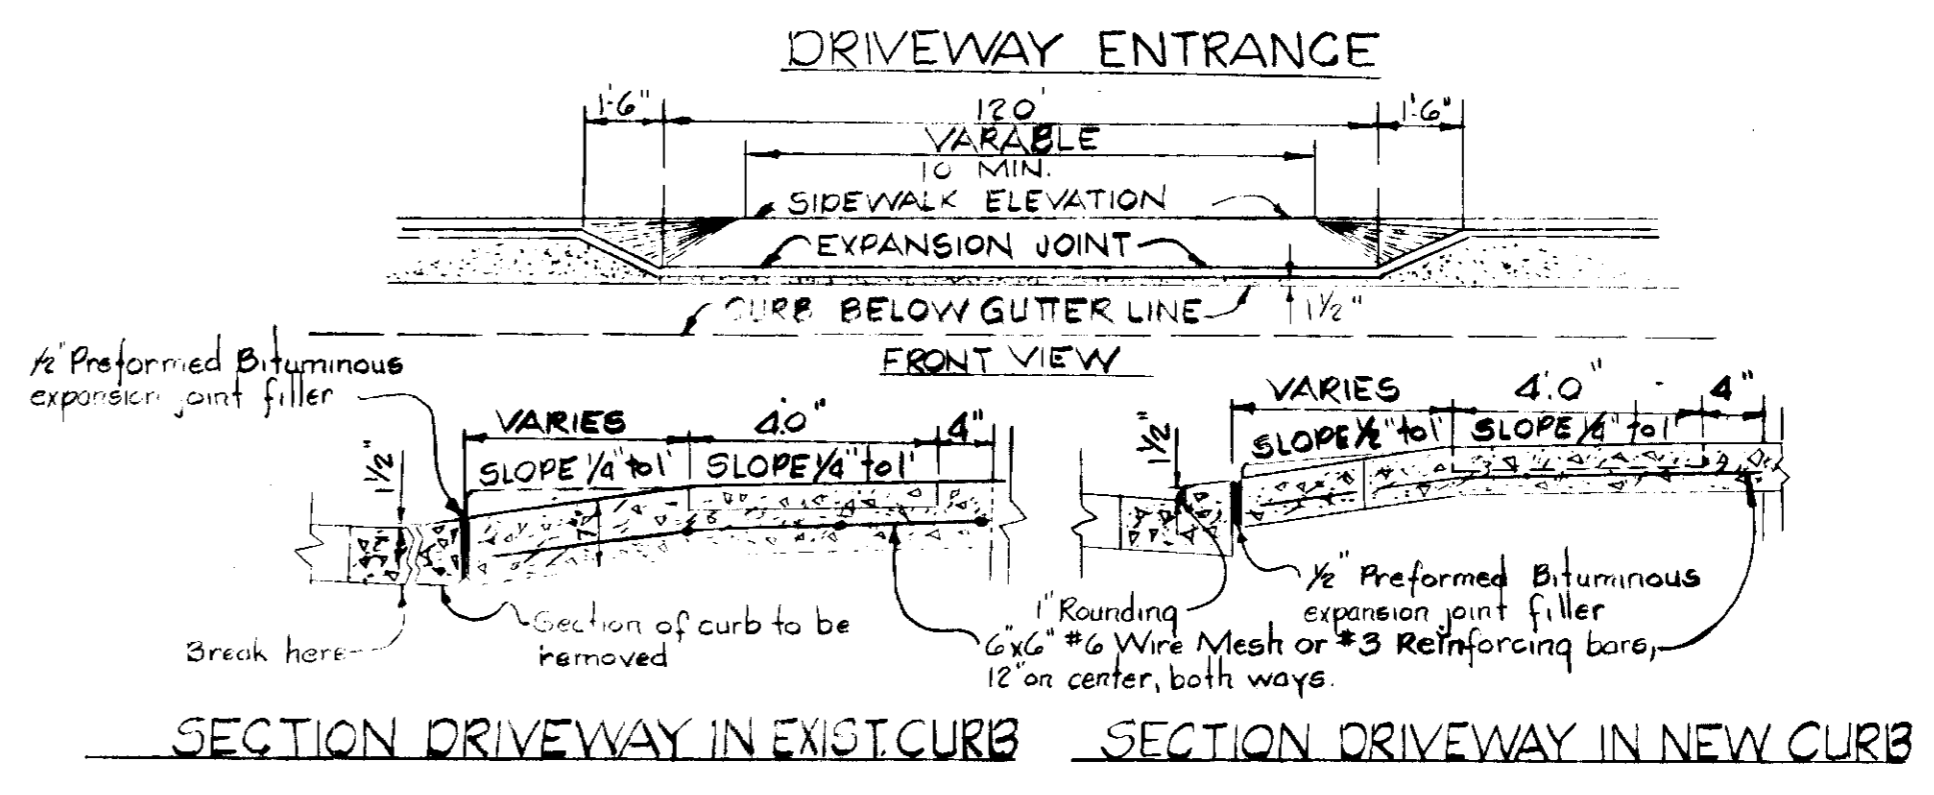 DRIVEWAY ENTRANCE
1'-6" 120' 1'-6"
VARABLE
10 MIN.
SIDEWALK ELEVATION
EXPANSION JOINT
CURB BELOW GUTTER LINE 1½"
FRONT VIEW
½" Preformed Bituminous
expansion joint filler
VARIES 4'.0" 4"
1½"
SLOPE ¼" to 1' SLOPE ¼" to 1'
7"
Break here
Section of curb to be
removed
VARIES 4'.0" 4"
1½"
SLOPE ½" to 1' SLOPE ¼" to 1'
1" Rounding
½" Preformed Bituminous
expansion joint filler
6"x6" #6 Wire Mesh or #3 Reinforcing bars,
12" on center, both ways.
SECTION DRIVEWAY IN EXIST. CURB
SECTION DRIVEWAY IN NEW CURB